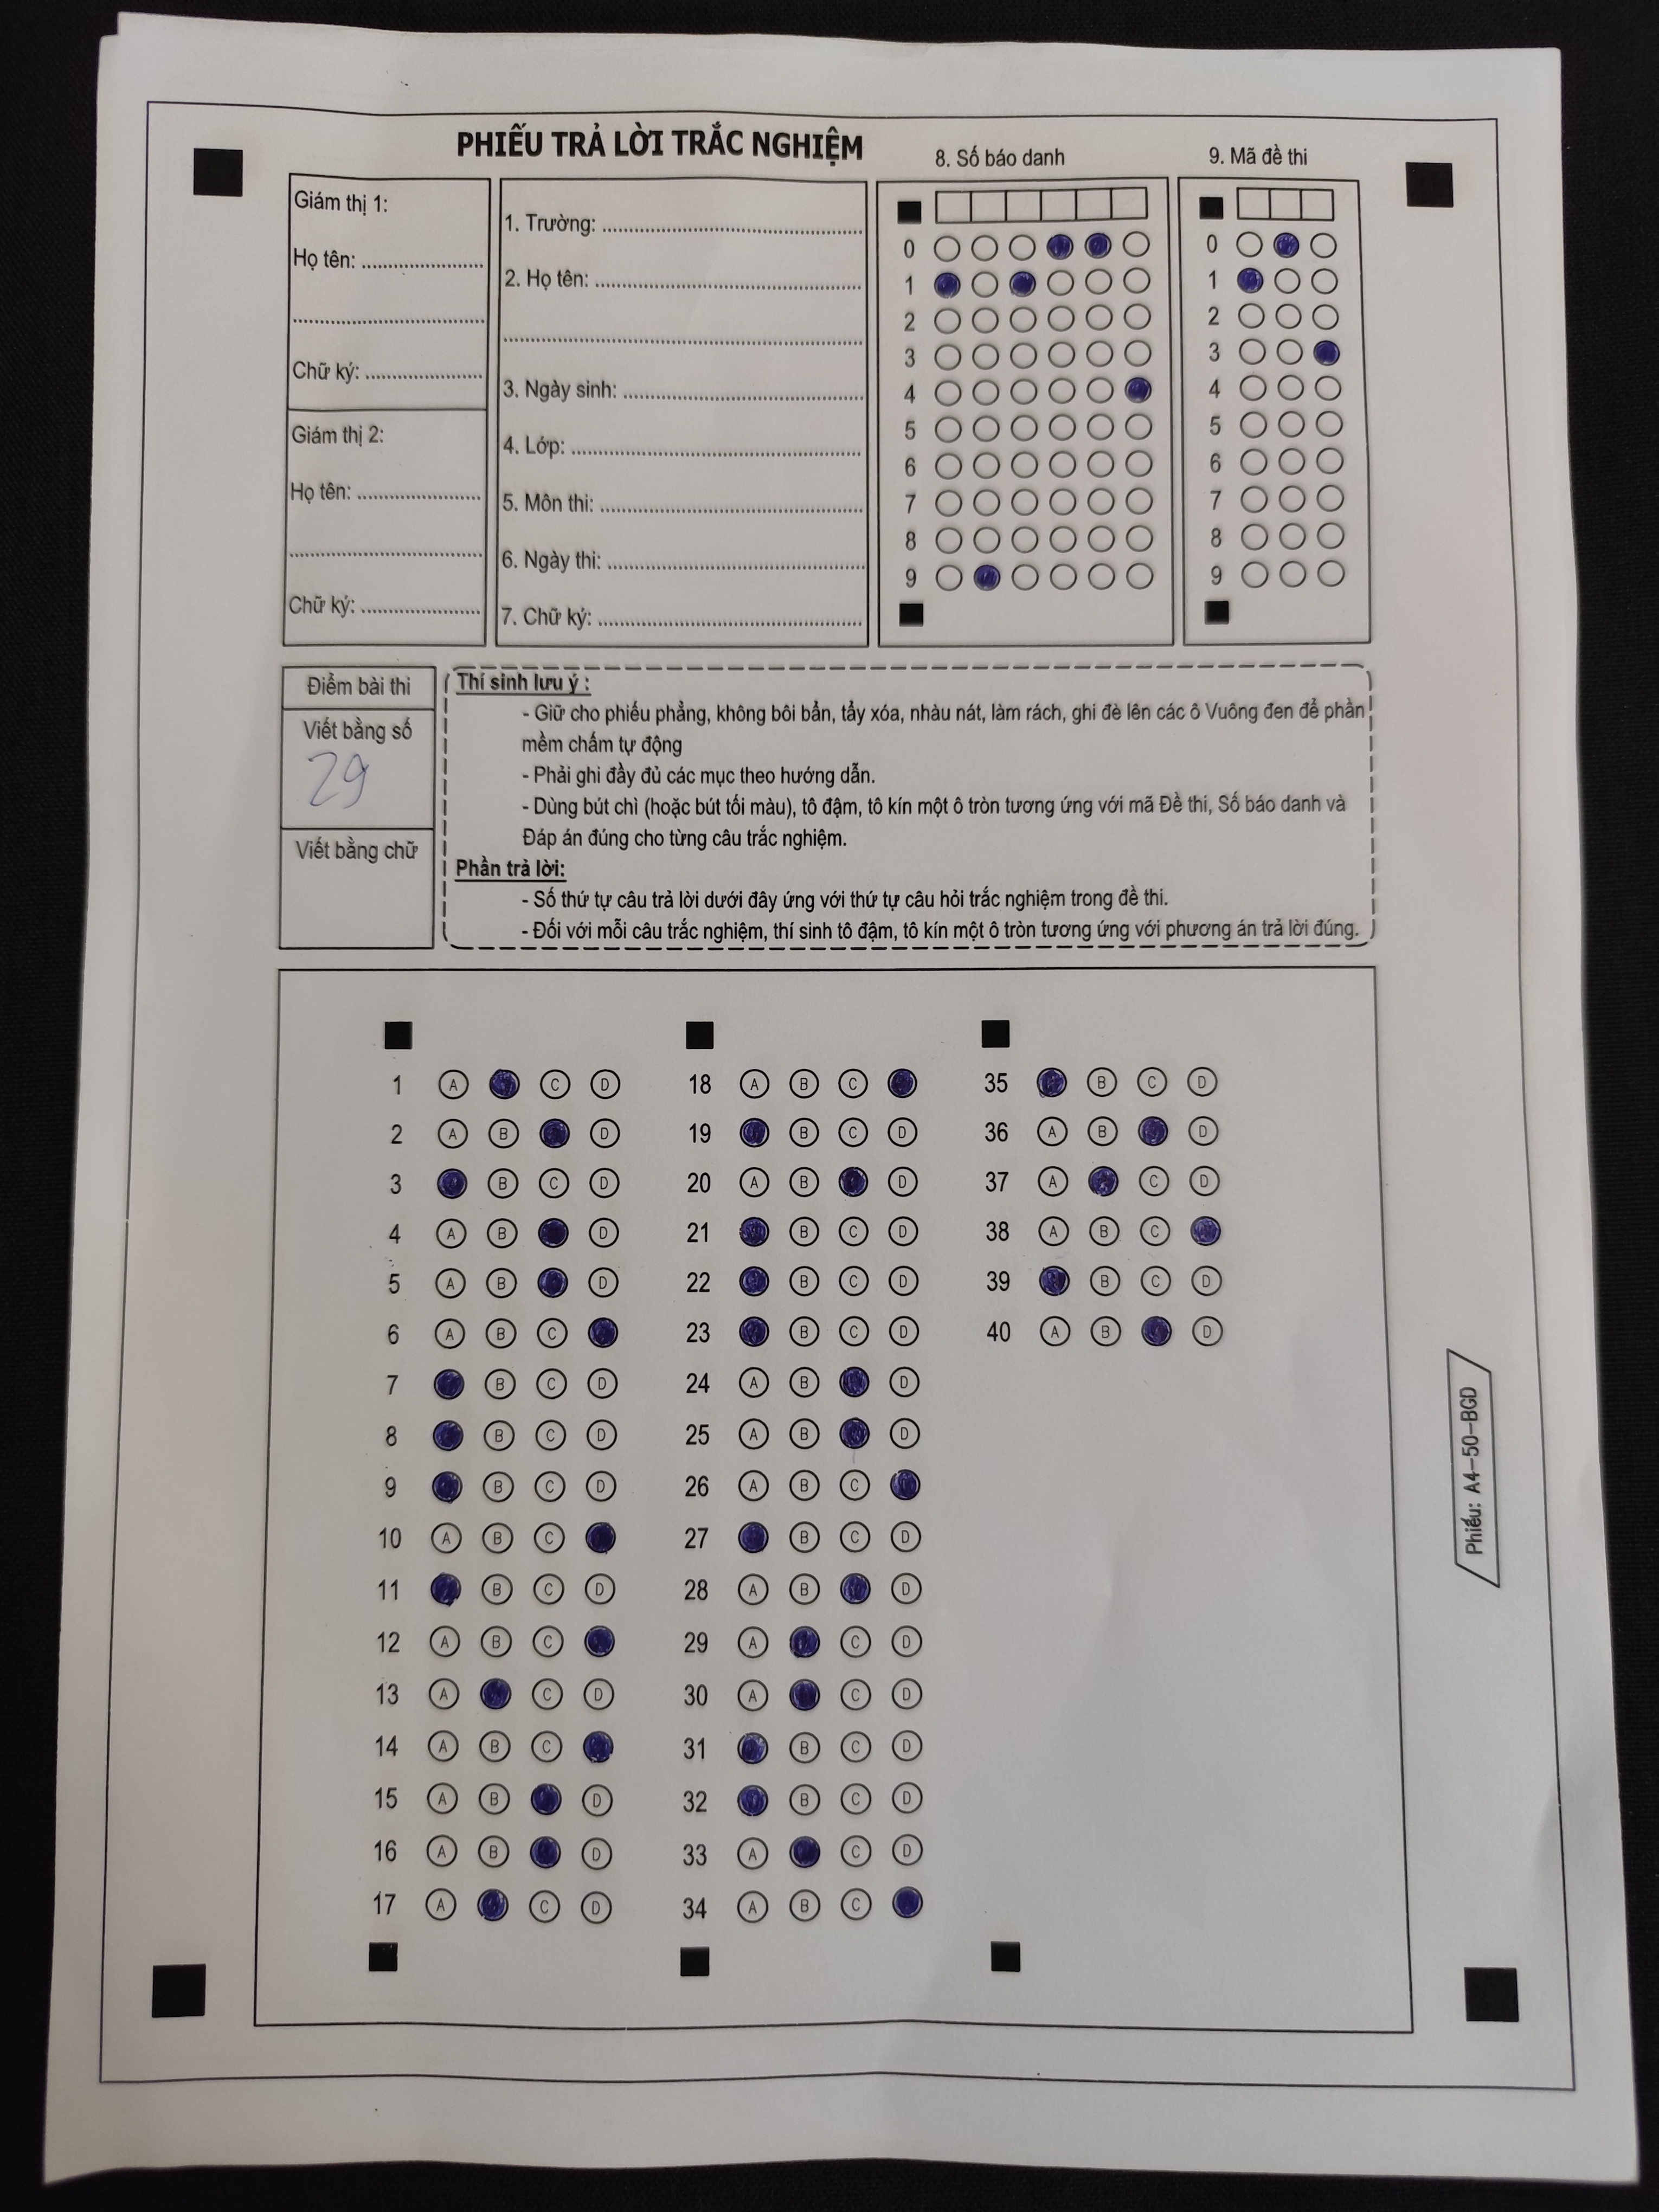 PHIẾU TRẢ LỜI TRẮC NGHIỆM
8. Số báo danh
9. Mã đề thi
Giám thị 1:
Họ tên: ......................
..................................
Chữ ký: ......................
Giám thị 2:
Họ tên: ......................
..................................
Chữ ký: ......................
1. Trường: ..............................................
2. Họ tên: ...............................................
................................................................
3. Ngày sinh: ..........................................
4. Lớp: ....................................................
5. Môn thi: ..............................................
6. Ngày thi: .............................................
7. Chữ ký: ...............................................
0 0
1 1
2 2
3 3
4 4
5 5
6 6
7 7
8 8
9 9
Điểm bài thi
Viết bằng số
29
Viết bằng chữ
Thí sinh lưu ý :
- Giữ cho phiếu phẳng, không bôi bẩn, tẩy xóa, nhàu nát, làm rách, ghi đè lên các ô Vuông đen để phần
mềm chấm tự động
- Phải ghi đầy đủ các mục theo hướng dẫn.
- Dùng bút chì (hoặc bút tối màu), tô đậm, tô kín một ô tròn tương ứng với mã Đề thi, Số báo danh và
Đáp án đúng cho từng câu trắc nghiệm.
Phần trả lời:
- Số thứ tự câu trả lời dưới đây ứng với thứ tự câu hỏi trắc nghiệm trong đề thi.
- Đối với mỗi câu trắc nghiệm, thí sinh tô đậm, tô kín một ô tròn tương ứng với phương án trả lời đúng.
1 A C D
2 A B D
3 B C D
4 A B D
5 A B D
6 A B C
7 B C D
8 B C D
9 B C D
10 A B C
11 B C D
12 A B C
13 A C D
14 A B C
15 A B D
16 A B D
17 A C D
18 A B C
19 B C D
20 A B D
21 B C D
22 B C D
23 B C D
24 A B D
25 A B D
26 A B C
27 B C D
28 A B D
29 A C D
30 A C D
31 B C D
32 B C D
33 A C D
34 A B C
35 B C D
36 A B D
37 A C D
38 A B C
39 B C D
40 A B D
Phiếu: A4-50-BGD